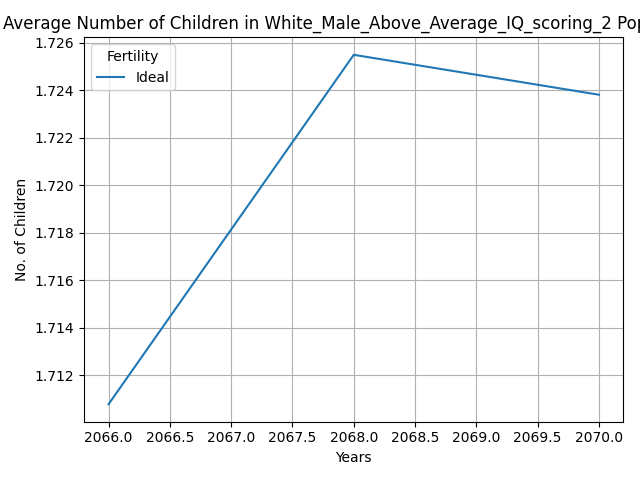 Average Number of Children in White_Male_Above_Average_IQ_scoring_2 Pop
1.726
Fertility
Ideal
1.724
1.722
1.720
1.718
1.716
1.714
1.712
No. of Children
2066.0 2066.5 2067.0 2067.5 2068.0 2068.5 2069.0 2069.5 2070.0
Years